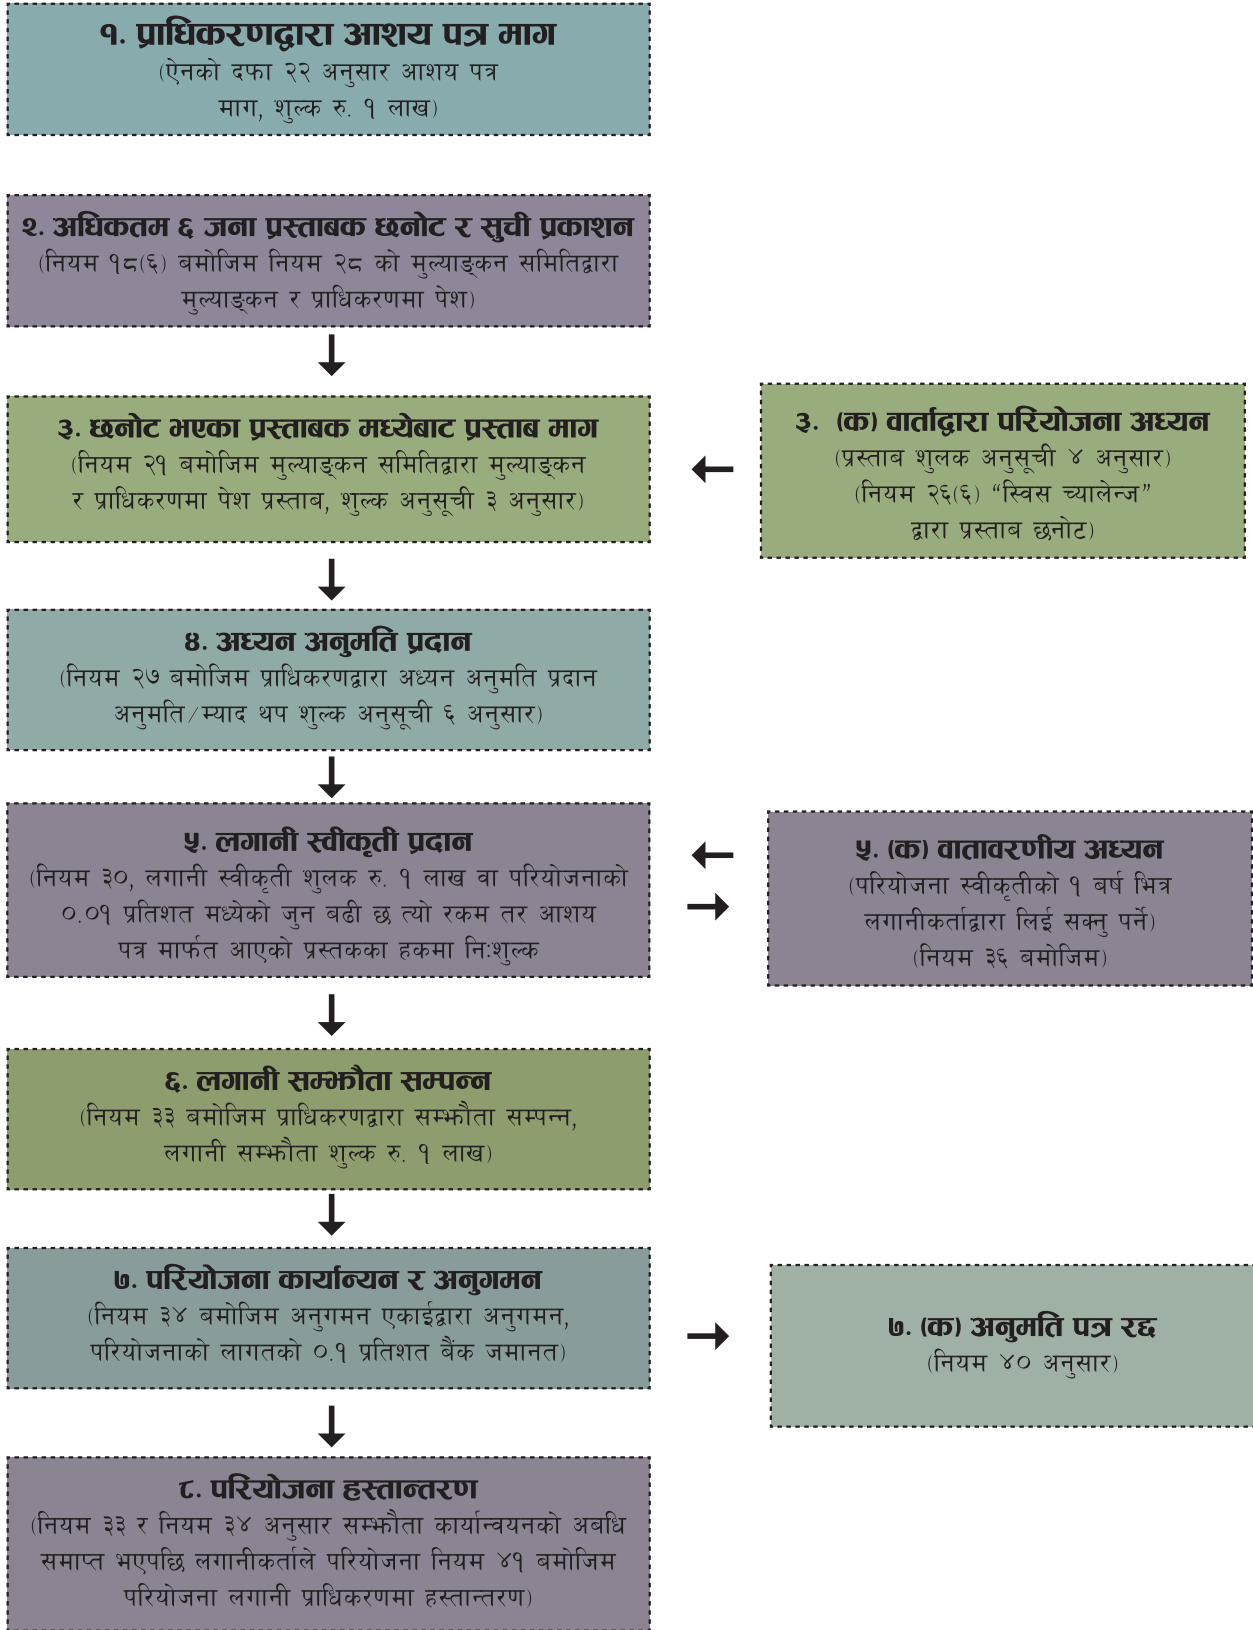 १. प्राधिकरणद्वारा आशय पत्र माग
(ऐनको दफा २२ अनुसार आशय पत्र
माग, शुल्क रु. १ लाख)
२. अधिकतम ६ जना प्रस्ताबक छनोट र सुची प्रकाशन
(नियम १८(६) बमोजिम नियम २८ को मुल्याङ्कन समितिद्वारा
मुल्याङ्कन र प्राधिकरणमा पेश)
३. छनोट भएका प्रस्ताबक मध्येबाट प्रस्ताब माग
(नियम २१ बमोजिम मुल्याङ्कन समितिद्वारा मुल्याङ्कन
र प्राधिकरणमा पेश प्रस्ताब, शुल्क अनुसूची ३ अनुसार)
३. (क) वार्ताद्वारा परियोजना अध्यन
(प्रस्ताब शुलक अनुसूची ४ अनुसार)
(नियम २६(६) “स्विस च्यालेन्ज”
द्वारा प्रस्ताब छनोट)
४. अध्यन अनुमति प्रदान
(नियम २७ बमोजिम प्राधिकरणद्वारा अध्यन अनुमति प्रदान
अनुमति/म्याद थप शुल्क अनुसूची ६ अनुसार)
५. लगानी स्वीकृती प्रदान
(नियम ३०, लगानी स्वीकृती शुलक रु. १ लाख वा परियोजनाको
०.०१ प्रतिशत मध्येको जुन बढी छ त्यो रकम तर आशय
पत्र मार्फत आएको प्रस्तकका हकमा नि:शुल्क
५. (क) वातावरणीय अध्यन
(परियोजना स्वीकृतीको १ बर्ष भित्र
लगानीकर्ताद्वारा लिई सक्नु पर्ने)
(नियम ३६ बमोजिम)
६. लगानी सम्झौता सम्पन्न
(नियम ३३ बमोजिम प्राधिकरणद्वारा सम्झौता सम्पन्न,
लगानी सम्झौता शुल्क रु. १ लाख)
७. परियोजना कार्यान्यन र अनुगमन
(नियम ३४ बमोजिम अनुगमन एकाईद्वारा अनुगमन,
परियोजनाको लागतको ०.१ प्रतिशत बैंक जमानत)
७. (क) अनुमति पत्र रद्द
(नियम ४० अनुसार)
८. परियोजना हस्तान्तरण
(नियम ३३ र नियम ३४ अनुसार सम्झौता कार्यान्वयनको अबधि
समाप्त भएपछि लगानीकर्ताले परियोजना नियम ४१ बमोजिम
परियोजना लगानी प्राधिकरणमा हस्तान्तरण)